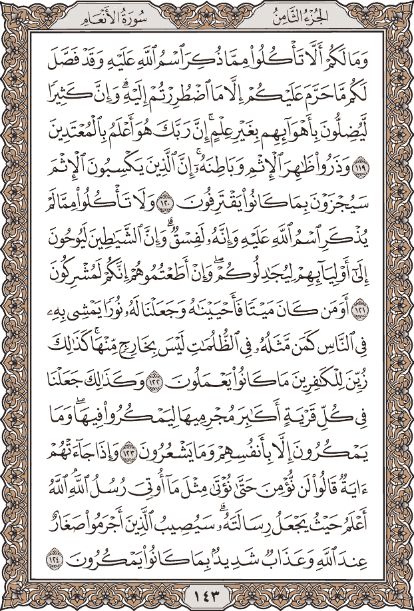 الجزء الثامن
سورة الأنعام
وَمَا لَكُمْ أَلَّا تَأْكُلُوا۟ مِمَّا ذُكِرَ ٱسْمُ ٱللَّهِ عَلَيْهِ وَقَدْ فَصَّلَ
لَكُم مَّا حَرَّمَ عَلَيْكُمْ إِلَّا مَا ٱضْطُرِرْتُمْ إِلَيْهِ ۗ وَإِنَّ كَثِيرًا
لَّيُضِلُّونَ بِأَهْوَآئِهِم بِغَيْرِ عِلْمٍ ۗ إِنَّ رَبَّكَ هُوَ أَعْلَمُ بِٱلْمُعْتَدِينَ
١١٩ وَذَرُوا۟ ظَٰهِرَ ٱلْإِثْمِ وَبَاطِنَهُۥٓ ۚ إِنَّ ٱلَّذِينَ يَكْسِبُونَ ٱلْإِثْمَ
سَيُجْزَوْنَ بِمَا كَانُوا۟ يَقْتَرِفُونَ ١٢٠ وَلَا تَأْكُلُوا۟ مِمَّا لَمْ
يُذْكَرِ ٱسْمُ ٱللَّهِ عَلَيْهِ وَإِنَّهُۥ لَفِسْقٌ ۗ وَإِنَّ ٱلشَّيَٰطِينَ لَيُوحُونَ
إِلَىٰٓ أَوْلِيَآئِهِمْ لِيُجَٰدِلُوكُمْ ۖ وَإِنْ أَطَعْتُمُوهُمْ إِنَّكُمْ لَمُشْرِكُونَ
١٢١ أَوَمَن كَانَ مَيْتًا فَأَحْيَيْنَٰهُ وَجَعَلْنَا لَهُۥ نُورًا يَمْشِى بِهِۦ
فِى ٱلنَّاسِ كَمَن مَّثَلُهُۥ فِى ٱلظُّلُمَٰتِ لَيْسَ بِخَارِجٍ مِّنْهَا ۚ كَذَٰلِكَ
زُيِّنَ لِلْكَٰفِرِينَ مَا كَانُوا۟ يَعْمَلُونَ ١٢٢ وَكَذَٰلِكَ جَعَلْنَا
فِى كُلِّ قَرْيَةٍ أَكَٰبِرَ مُجْرِمِيهَا لِيَمْكُرُوا۟ فِيهَا ۖ وَمَا
يَمْكُرُونَ إِلَّا بِأَنفُسِهِمْ وَمَا يَشْعُرُونَ ١٢٣ وَإِذَا جَآءَتْهُمْ
ءَايَةٌ قَالُوا۟ لَن نُّؤْمِنَ حَتَّىٰ نُؤْتَىٰ مِثْلَ مَآ أُوتِىَ رُسُلُ ٱللَّهِ ۘ ٱللَّهُ
أَعْلَمُ حَيْثُ يَجْعَلُ رِسَالَتَهُۥ ۗ سَيُصِيبُ ٱلَّذِينَ أَجْرَمُوا۟ صَغَارٌ
عِندَ ٱللَّهِ وَعَذَابٌ شَدِيدٌۢ بِمَا كَانُوا۟ يَمْكُرُونَ ١٢٤
١٤٣